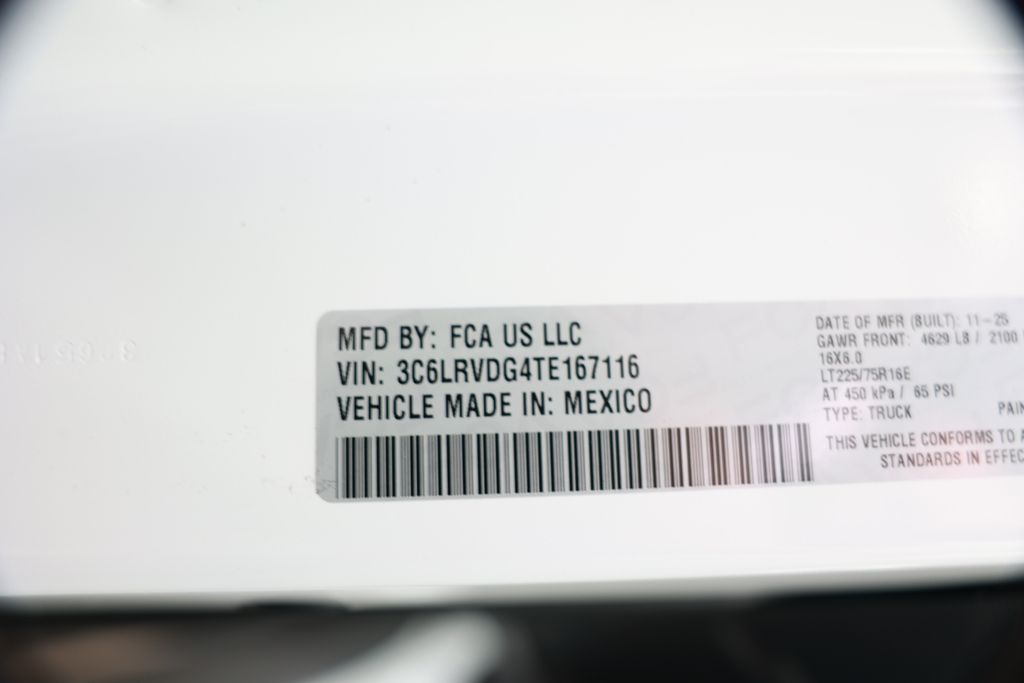 MFD BY: FCA US LLC
VIN: 3C6LRVDG4TE167116
VEHICLE MADE IN: MEXICO
DATE OF MFR (BUILT): 11-25
GAWR FRONT: 4629 LB / 2100
16X6.0
LT225/75R16E
AT 450 kPa / 65 PSI
TYPE: TRUCK
THIS VEHICLE CONFORMS TO
STANDARDS IN